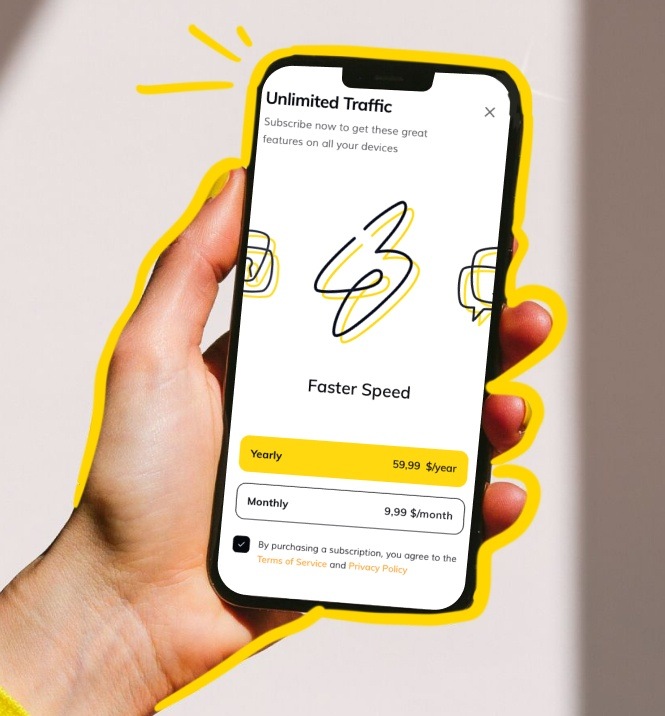 Unlimited Traffic
Subscribe now to get these great
features on all your devices
Faster Speed
Yearly 59,99 $/year
Monthly 9,99 $/month
By purchasing a subscription, you agree to the
Terms of Service and Privacy Policy